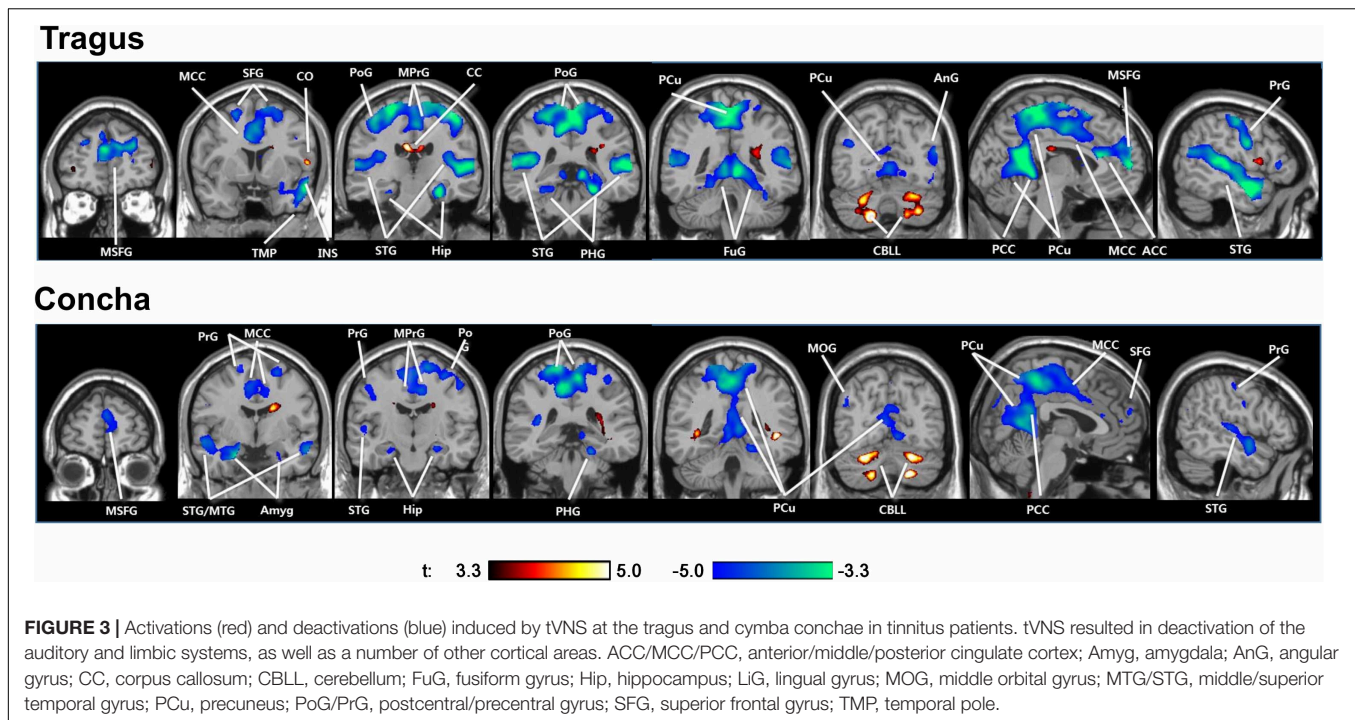 Tragus
MCC SFG CO PoG MPrG CC PoG PCu PCu AnG MSFG PrG
MSFG TMP INS STG Hip STG PHG FuG CBLL PCC PCu MCC ACC STG
Concha
PrG MCC PrG MPrG Po
G PoG MOG PCu MCC SFG PrG
MSFG STG/MTG Amyg STG Hip PHG PCu CBLL PCC STG
t: 3.3 5.0 -5.0 -3.3
FIGURE 3 | Activations (red) and deactivations (blue) induced by tVNS at the tragus and cymba conchae in tinnitus patients. tVNS resulted in deactivation of the
auditory and limbic systems, as well as a number of other cortical areas. ACC/MCC/PCC, anterior/middle/posterior cingulate cortex; Amyg, amygdala; AnG, angular
gyrus; CC, corpus callosum; CBLL, cerebellum; FuG, fusiform gyrus; Hip, hippocampus; LiG, lingual gyrus; MOG, middle orbital gyrus; MTG/STG, middle/superior
temporal gyrus; PCu, precuneus; PoG/PrG, postcentral/precentral gyrus; SFG, superior frontal gyrus; TMP, temporal pole.